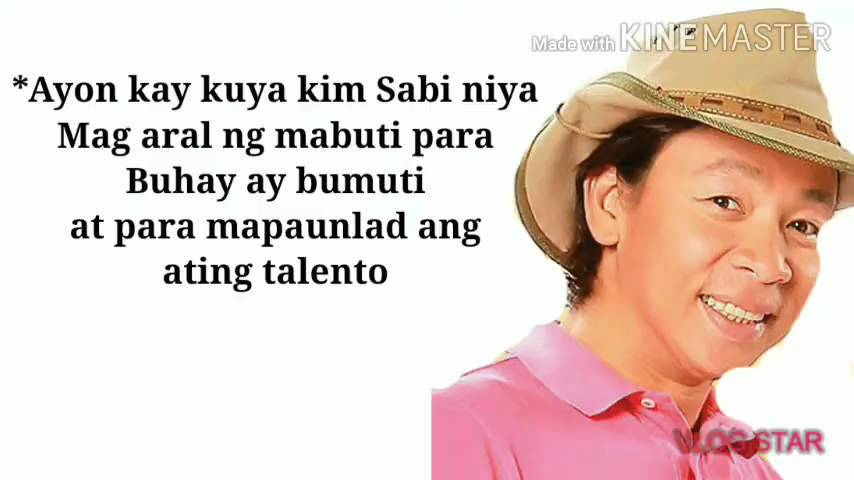 Made with KINEMASTER
*Ayon kay kuya kim Sabi niya
Mag aral ng mabuti para
Buhay ay bumuti
at para mapaunlad ang
ating talento
VLOG STAR